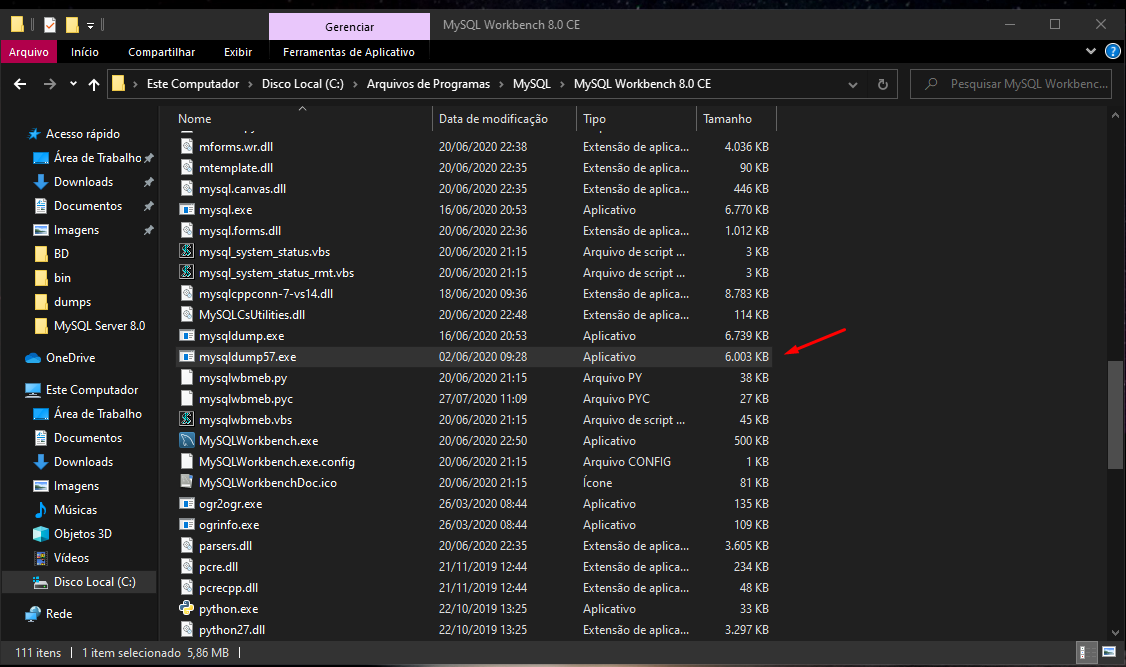 Gerenciar
MySQL Workbench 8.0 CE
Arquivo
Início
Compartilhar
Exibir
Ferramentas de Aplicativo
Este Computador > Disco Local (C:) > Arquivos de Programas > MySQL > MySQL Workbench 8.0 CE
Pesquisar MySQL Workbenc...
Acesso rápido
Área de Trabalho
Downloads
Documentos
Imagens
BD
bin
dumps
MySQL Server 8.0
OneDrive
Este Computador
Área de Trabalho
Documentos
Downloads
Imagens
Músicas
Objetos 3D
Vídeos
Disco Local (C:)
Rede
Nome Data de modificação Tipo Tamanho
mforms.wr.dll 20/06/2020 22:38 Extensão de aplica... 4.036 KB
mtemplate.dll 20/06/2020 22:35 Extensão de aplica... 90 KB
mysql.canvas.dll 20/06/2020 22:35 Extensão de aplica... 446 KB
mysql.exe 16/06/2020 20:53 Aplicativo 6.770 KB
mysql.forms.dll 20/06/2020 22:36 Extensão de aplica... 1.012 KB
mysql_system_status.vbs 20/06/2020 21:15 Arquivo de script ... 3 KB
mysql_system_status_rmt.vbs 20/06/2020 21:15 Arquivo de script ... 3 KB
mysqlcppconn-7-vs14.dll 18/06/2020 09:36 Extensão de aplica... 8.783 KB
MySQLCsUtilities.dll 20/06/2020 22:48 Extensão de aplica... 114 KB
mysqldump.exe 16/06/2020 20:53 Aplicativo 6.739 KB
mysqldump57.exe 02/06/2020 09:28 Aplicativo 6.003 KB
mysqlwbmeb.py 20/06/2020 21:15 Arquivo PY 38 KB
mysqlwbmeb.pyc 27/07/2020 11:09 Arquivo PYC 27 KB
mysqlwbmeb.vbs 20/06/2020 21:15 Arquivo de script ... 45 KB
MySQLWorkbench.exe 20/06/2020 22:50 Aplicativo 500 KB
MySQLWorkbench.exe.config 20/06/2020 21:15 Arquivo CONFIG 1 KB
MySQLWorkbenchDoc.ico 20/06/2020 21:15 Ícone 81 KB
ogr2ogr.exe 26/03/2020 08:44 Aplicativo 135 KB
ogrinfo.exe 26/03/2020 08:44 Aplicativo 109 KB
parsers.dll 20/06/2020 22:35 Extensão de aplica... 3.605 KB
pcre.dll 21/11/2019 12:44 Extensão de aplica... 234 KB
pcrecpp.dll 21/11/2019 12:44 Extensão de aplica... 48 KB
python.exe 22/10/2019 13:25 Aplicativo 33 KB
python27.dll 22/10/2019 13:25 Extensão de aplica... 3.297 KB
111 itens
1 item selecionado 5,86 MB